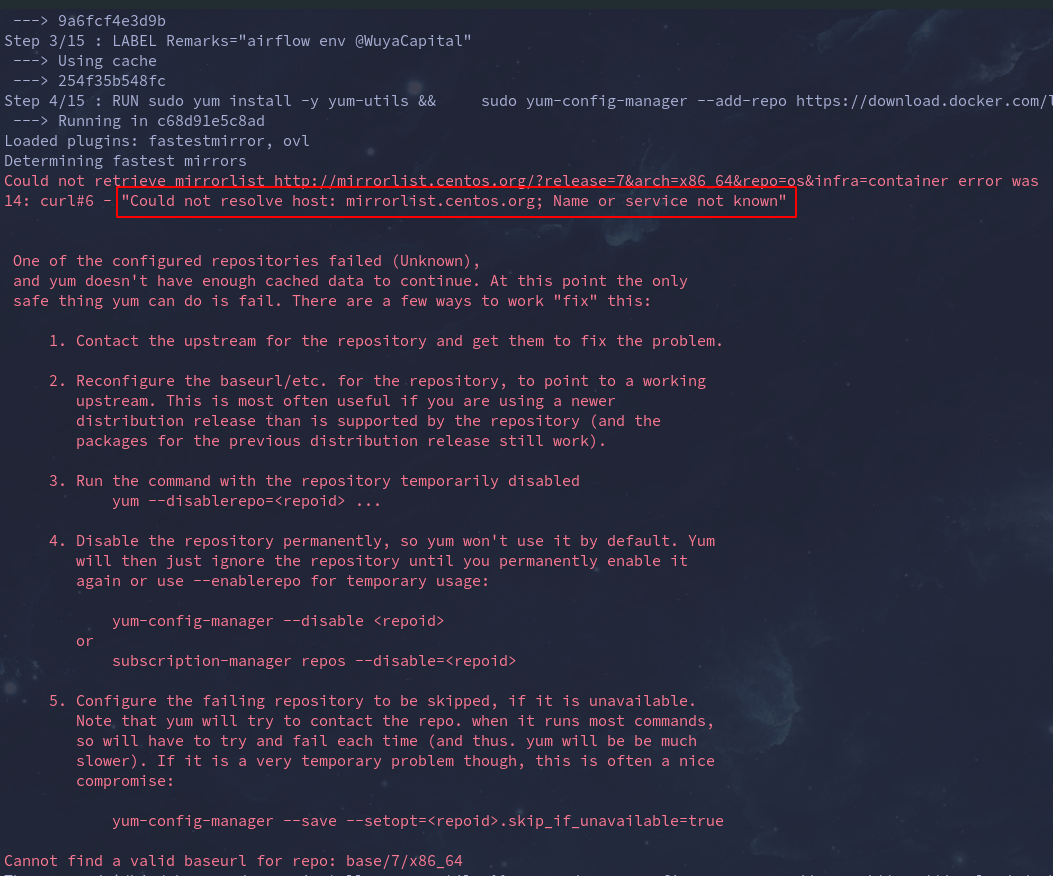 ---> 9a6fcf4e3d9b
Step 3/15 : LABEL Remarks="airflow env @WuyaCapital"
---> Using cache
---> 254f35b548fc
Step 4/15 : RUN sudo yum install -y yum-utils &&     sudo yum-config-manager --add-repo https://download.docker.com/l
---> Running in c68d91e5c8ad
Loaded plugins: fastestmirror, ovl
Determining fastest mirrors
Could not retrieve mirrorlist http://mirrorlist.centos.org/?release=7&arch=x86_64&repo=os&infra=container error was
14: curl#6 - "Could not resolve host: mirrorlist.centos.org; Name or service not known"
One of the configured repositories failed (Unknown),
and yum doesn't have enough cached data to continue. At this point the only
safe thing yum can do is fail. There are a few ways to work "fix" this:
1. Contact the upstream for the repository and get them to fix the problem.
2. Reconfigure the baseurl/etc. for the repository, to point to a working
upstream. This is most often useful if you are using a newer
distribution release than is supported by the repository (and the
packages for the previous distribution release still work).
3. Run the command with the repository temporarily disabled
yum --disablerepo=<repoid> ...
4. Disable the repository permanently, so yum won't use it by default. Yum
will then just ignore the repository until you permanently enable it
again or use --enablerepo for temporary usage:
yum-config-manager --disable <repoid>
or
subscription-manager repos --disable=<repoid>
5. Configure the failing repository to be skipped, if it is unavailable.
Note that yum will try to contact the repo. when it runs most commands,
so will have to try and fail each time (and thus. yum will be be much
slower). If it is a very temporary problem though, this is often a nice
compromise:
yum-config-manager --save --setopt=<repoid>.skip_if_unavailable=true
Cannot find a valid baseurl for repo: base/7/x86_64